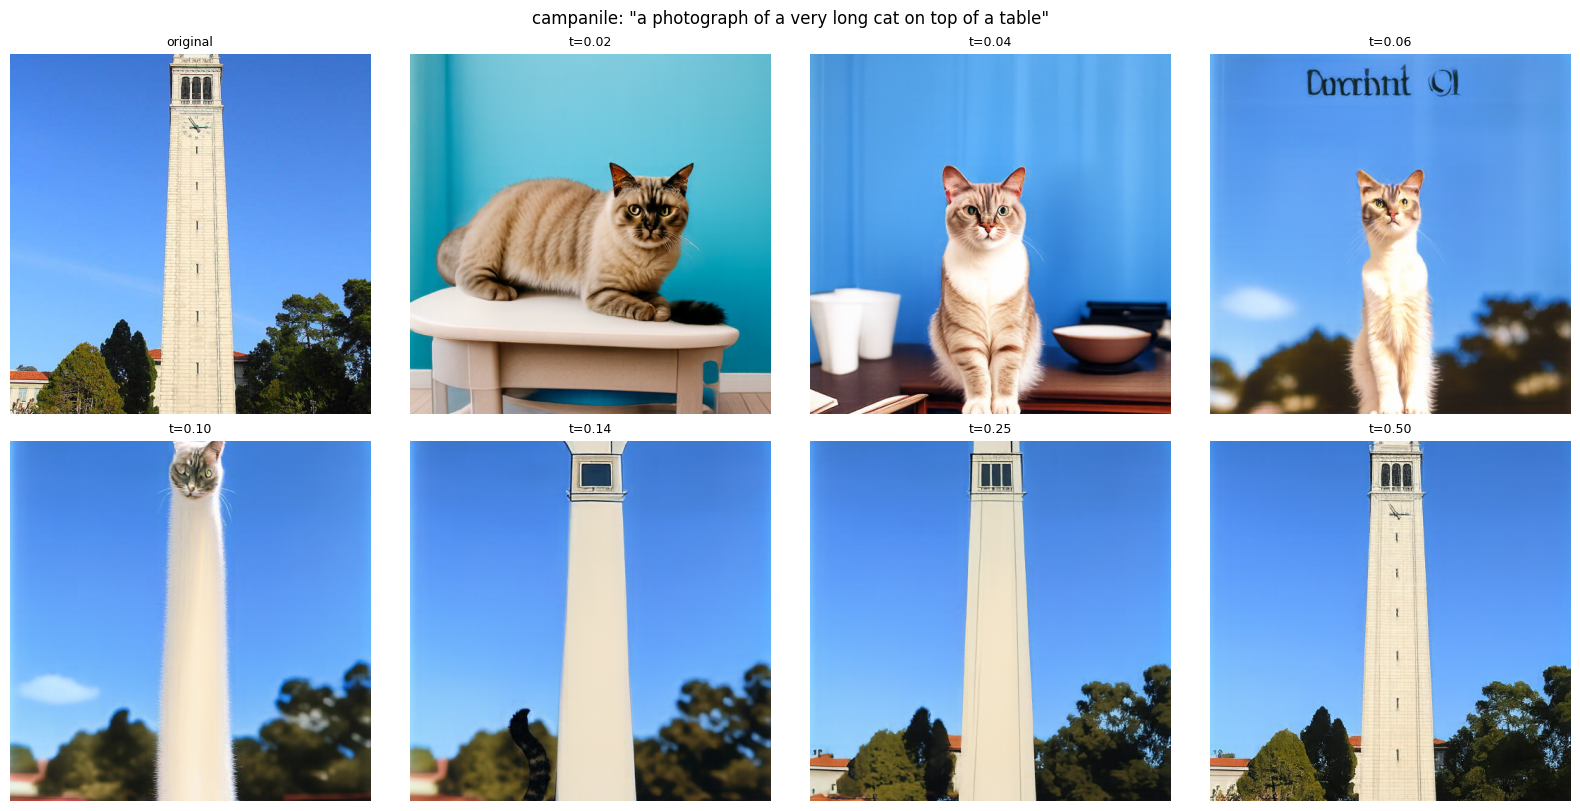 campanile: "a photograph of a very long cat on top of a table"
original
t=0.02
t=0.04
t=0.06
t=0.10
t=0.14
t=0.25
t=0.50